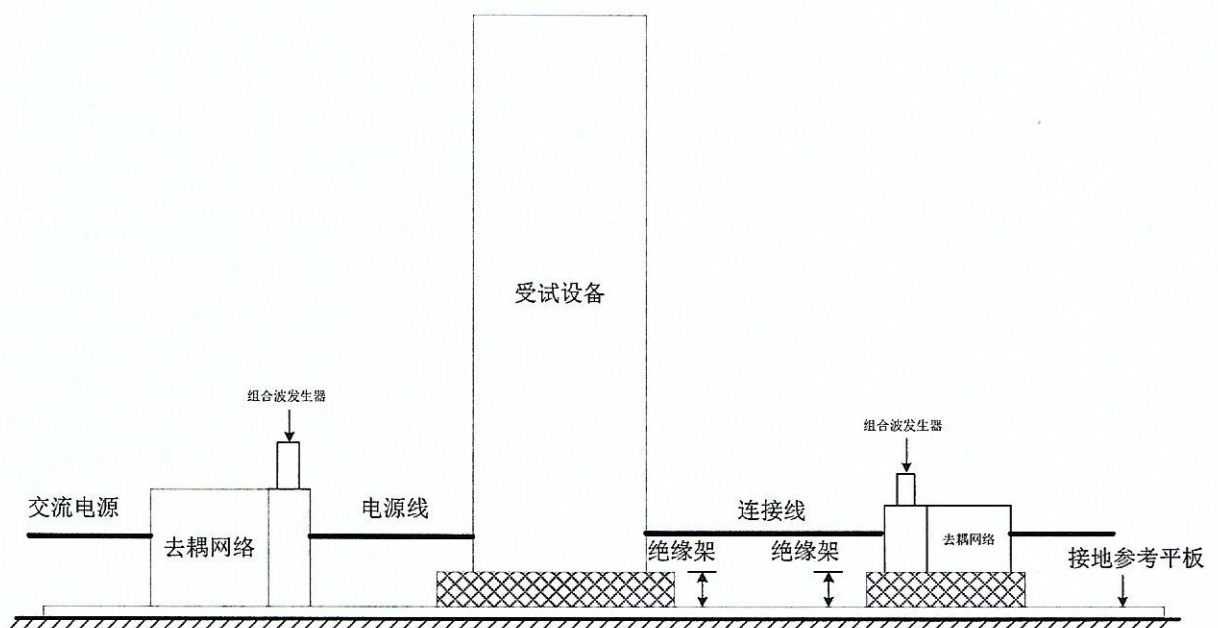 受试设备
组合波发生器
组合波发生器
交流电源
电源线
连接线
去耦网络
去耦网络
绝缘架
绝缘架
接地参考平板